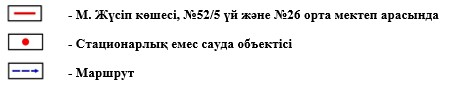 - М. Жүсіп көшесі, №52/5 үй және №26 орта мектеп арасында
- Стационарлық емес сауда объектісі
- Маршрут